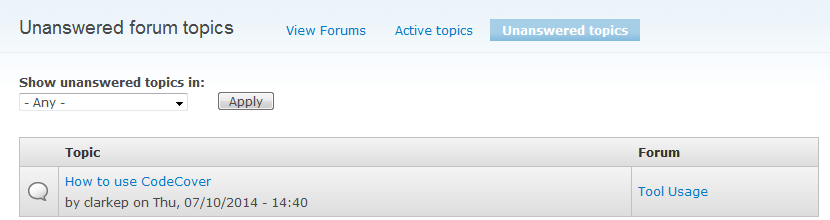 Unanswered forum topics View Forums Active topics Unanswered topics
Show unanswered topics in:
- Any - Apply
Topic Forum
How to use CodeCover
by clarkep on Thu, 07/10/2014 - 14:40
Tool Usage